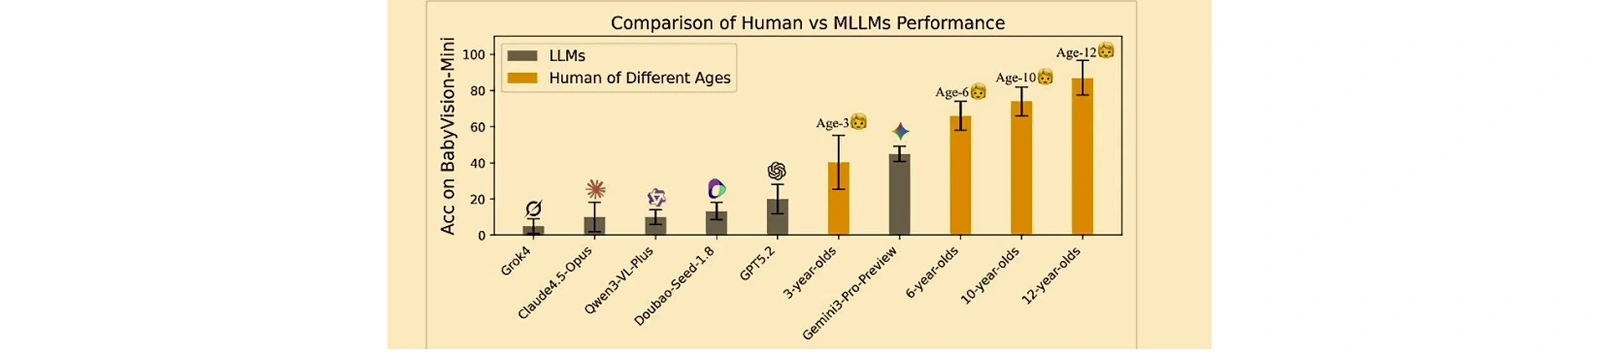 Comparison of Human vs MLLMs Performance
Acc on BabyVision-Mini
100
80
60
40
20
0
LLMs
Human of Different Ages
Age-3
Age-6
Age-10
Age-12
Grok4
Claude4.5-Opus
Qwen3-VL-Plus
Doubao-Seed-1.8
GPT5.2
3-year-olds
Gemini3-Pro-Preview
6-year-olds
10-year-olds
12-year-olds